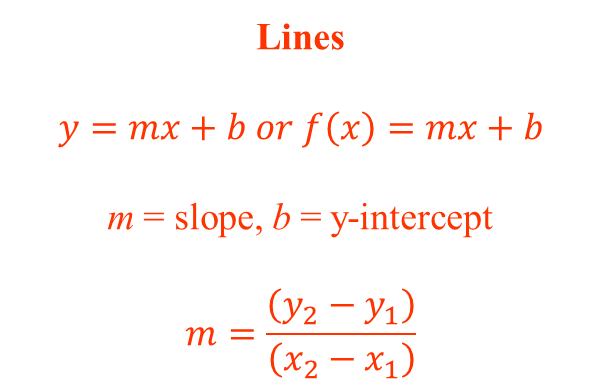 Lines
y = mx + b or f(x) = mx + b
m = slope, b = y-intercept
m = (y₂ − y₁) / (x₂ − x₁)